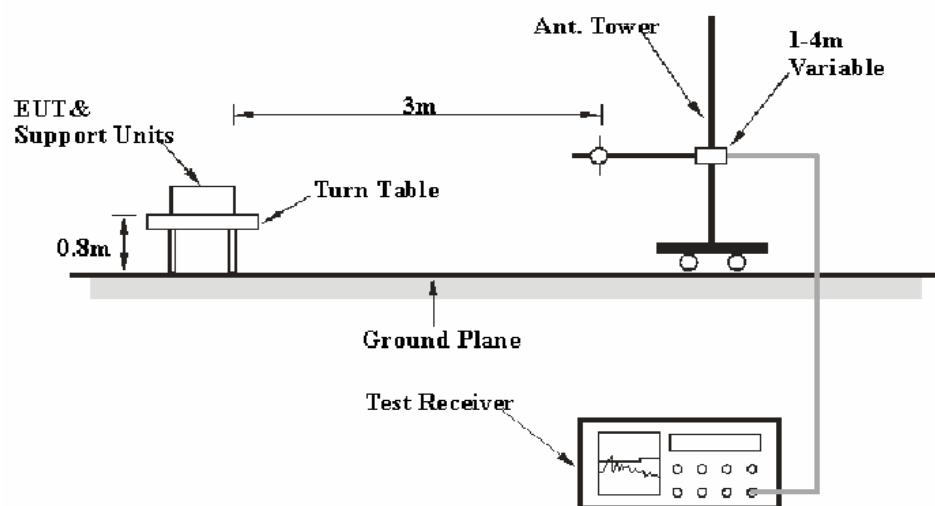 Ant. Tower
1-4m
Variable
EUT&
Support Units
3m
Turn Table
0.8m
Ground Plane
Test Receiver